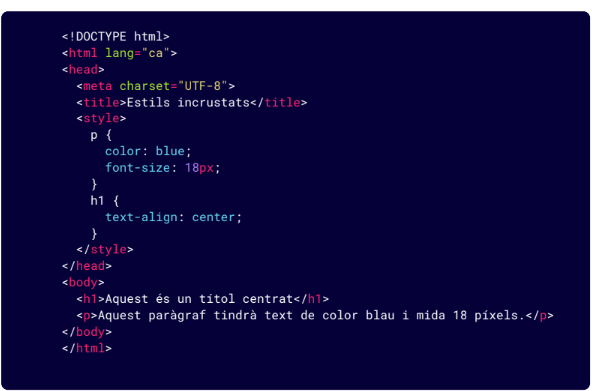 <!DOCTYPE html>
<html lang="ca">
<head>
<meta charset="UTF-8">
<title>Estils incrustats</title>
<style>
p {
color: blue;
font-size: 18px;
}
h1 {
text-align: center;
}
</style>
</head>
<body>
<h1>Aquest és un títol centrat</h1>
<p>Aquest paràgraf tindrà text de color blau i mida 18 píxels.</p>
</body>
</html>